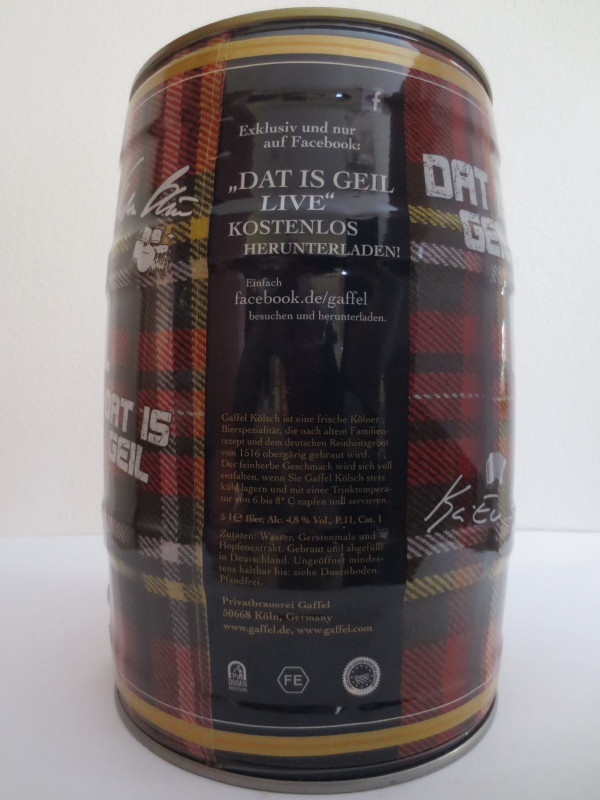 f
Exklusiv und nur
auf Facebook:
„DAT IS GEIL
LIVE“
KOSTENLOS
HERUNTERLADEN!
Einfach
facebook.de/gaffel
besuchen und herunterladen.
Gaffel Kölsch ist eine frische Kölner
Bierspezialität, die nach altem Familien-
rezept und dem deutschen Reinheitsgebot
von 1516 obergärig gebraut wird.
Der feinherbe Geschmack wird sich voll
entfalten, wenn Sie Gaffel Kölsch stets
kühl lagern und mit einer Trinktempera-
tur von 6 bis 8° C zapfen und servieren.
5 l ℮ Bier, Alc. 4,8 % Vol., P.11, Cat. 1
Zutaten: Wasser, Gerstenmalz und
Hopfenextrakt. Gebraut und abgefüllt
in Deutschland. Ungeöffnet mindes-
tens haltbar bis: siehe Dosenboden.
Pfandfrei.
Privatbrauerei Gaffel
50668 Köln, Germany
www.gaffel.de, www.gaffel.com
DOSEN
RECYCLING
FE
DAT
GEI
DAT IS
GEIL